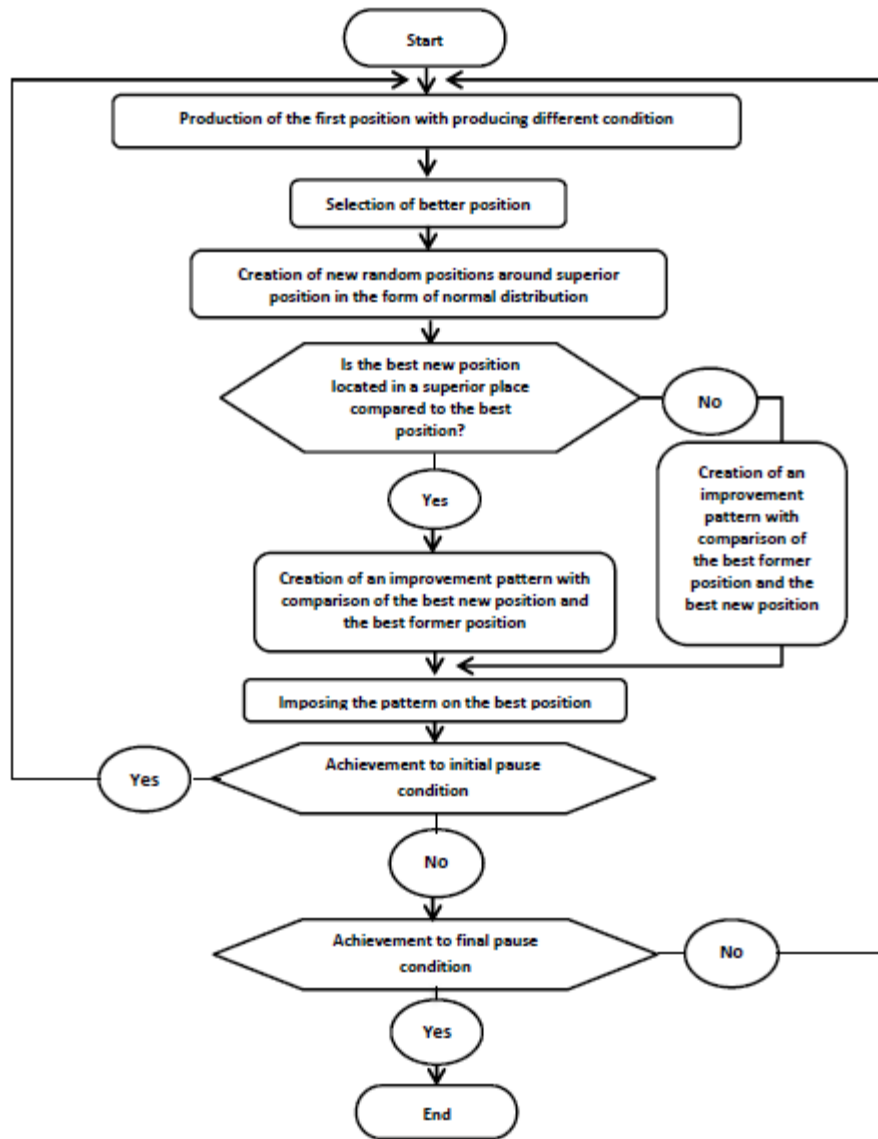 Start
Production of the first position with producing different condition
Selection of better position
Creation of new random positions around superior
position in the form of normal distribution
Is the best new position
located in a superior place
compared to the best
position?
No
Creation of an
improvement
pattern with
comparison of
the best former
position and the
best new position
Yes
Creation of an improvement pattern with
comparison of the best new position and
the best former position
Imposing the pattern on the best position
Achievement to initial pause
condition
Yes
No
Achievement to final pause
condition
No
Yes
End